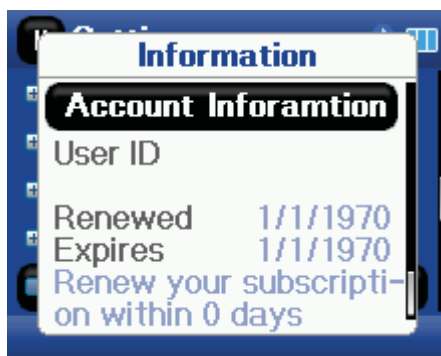 Information
Account Inforamtion
User ID
Renewed 1/1/1970
Expires 1/1/1970
Renew your subscripti-
on within 0 days